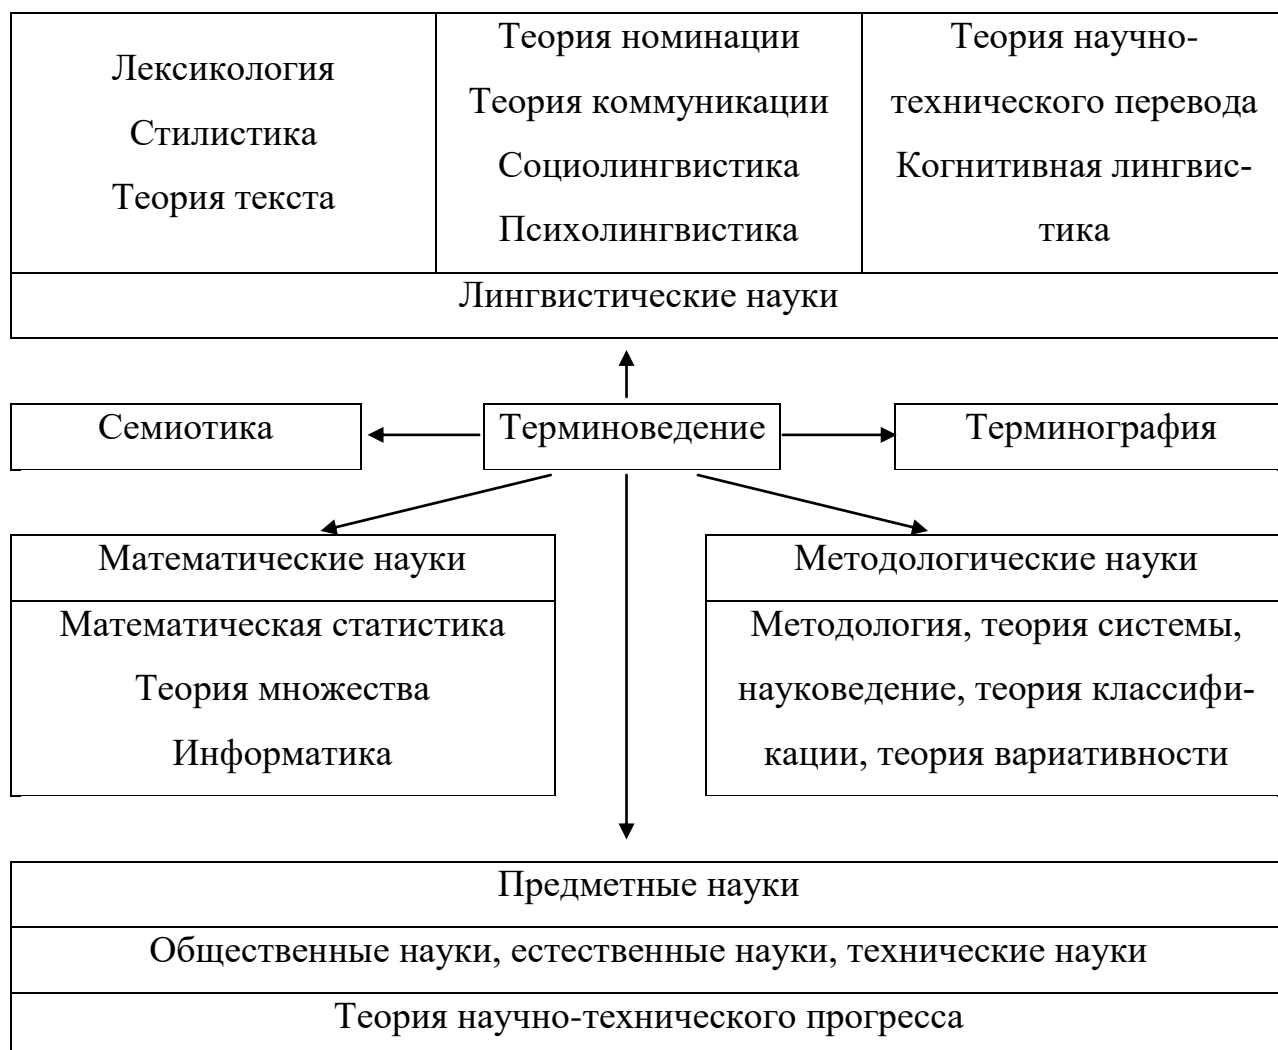 Лексикология
Стилистика
Теория текста
Теория номинации
Теория коммуникации
Социолингвистика
Психолингвистика
Теория научно-
технического перевода
Когнитивная лингвис-
тика
Лингвистические науки
Семиотика
Терминоведение
Терминография
Математические науки
Математическая статистика
Теория множества
Информатика
Методологические науки
Методология, теория системы,
науковедение, теория классифи-
кации, теория вариативности
Предметные науки
Общественные науки, естественные науки, технические науки
Теория научно-технического прогресса